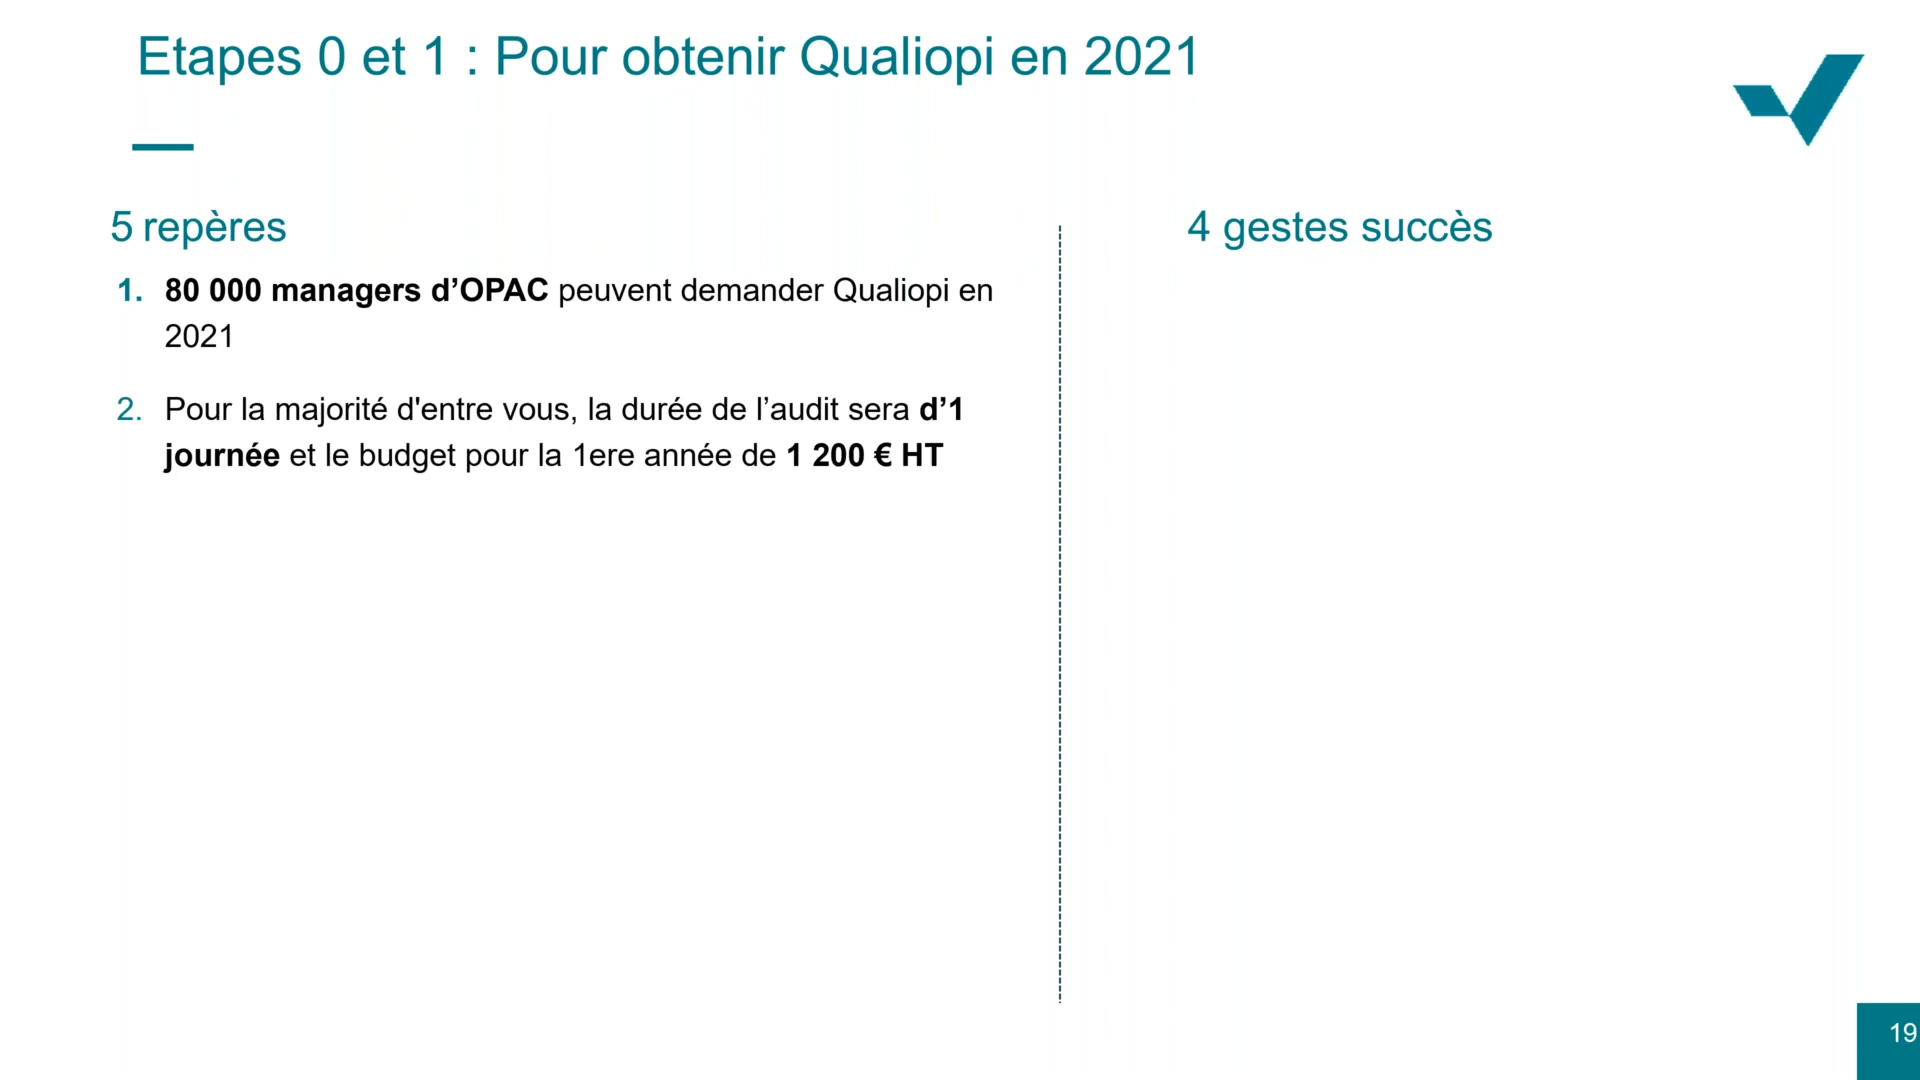 Etapes 0 et 1 : Pour obtenir Qualiopi en 2021
5 repères
1. 80 000 managers d’OPAC peuvent demander Qualiopi en
2021
2. Pour la majorité d'entre vous, la durée de l’audit sera d’1
journée et le budget pour la 1ere année de 1 200 € HT
4 gestes succès
19